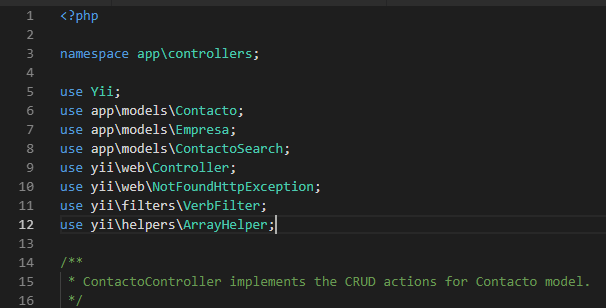 1 <?php
2
3 namespace app\controllers;
4
5 use Yii;
6 use app\models\Contacto;
7 use app\models\Empresa;
8 use app\models\ContactoSearch;
9 use yii\web\Controller;
10 use yii\web\NotFoundHttpException;
11 use yii\filters\VerbFilter;
12 use yii\helpers\ArrayHelper;
13
14 /**
15 * ContactoController implements the CRUD actions for Contacto model.
16 */